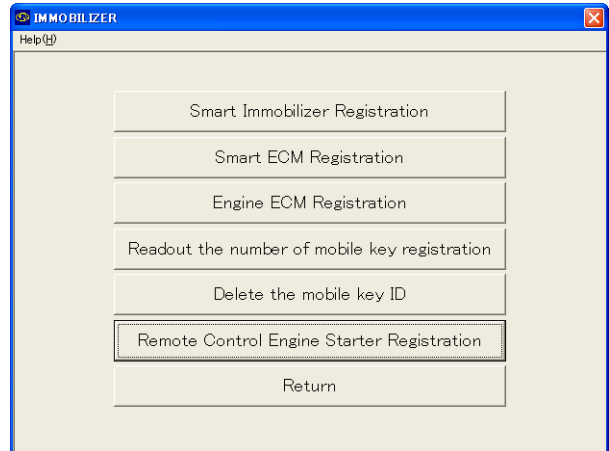 IMMOBILIZER
Help(H)
Smart Immobilizer Registration
Smart ECM Registration
Engine ECM Registration
Readout the number of mobile key registration
Delete the mobile key ID
Remote Control Engine Starter Registration
Return